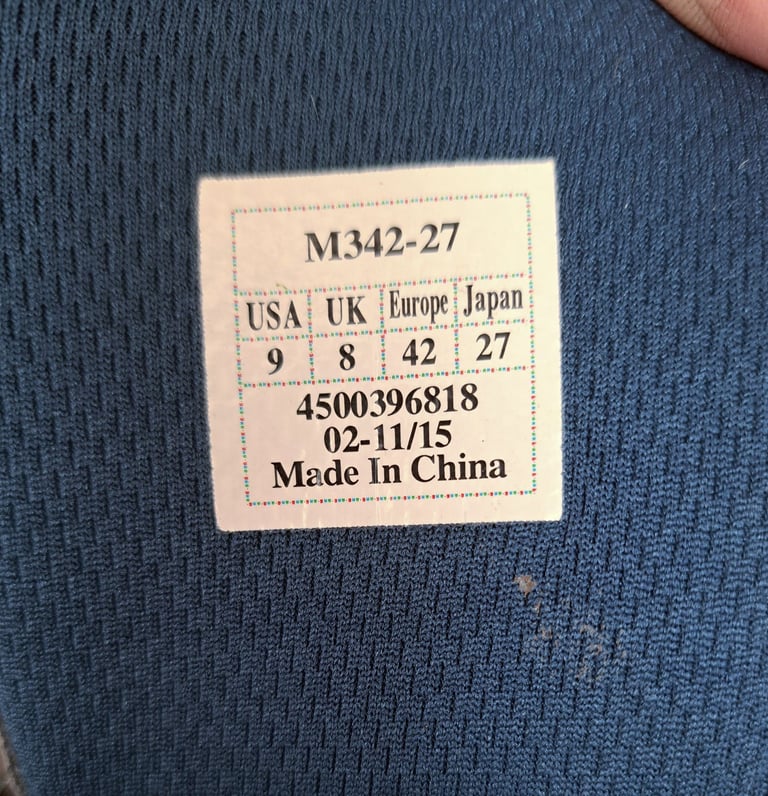 M342-27
USA UK Europe Japan
9 8 42 27
4500396818
02-11/15
Made In China